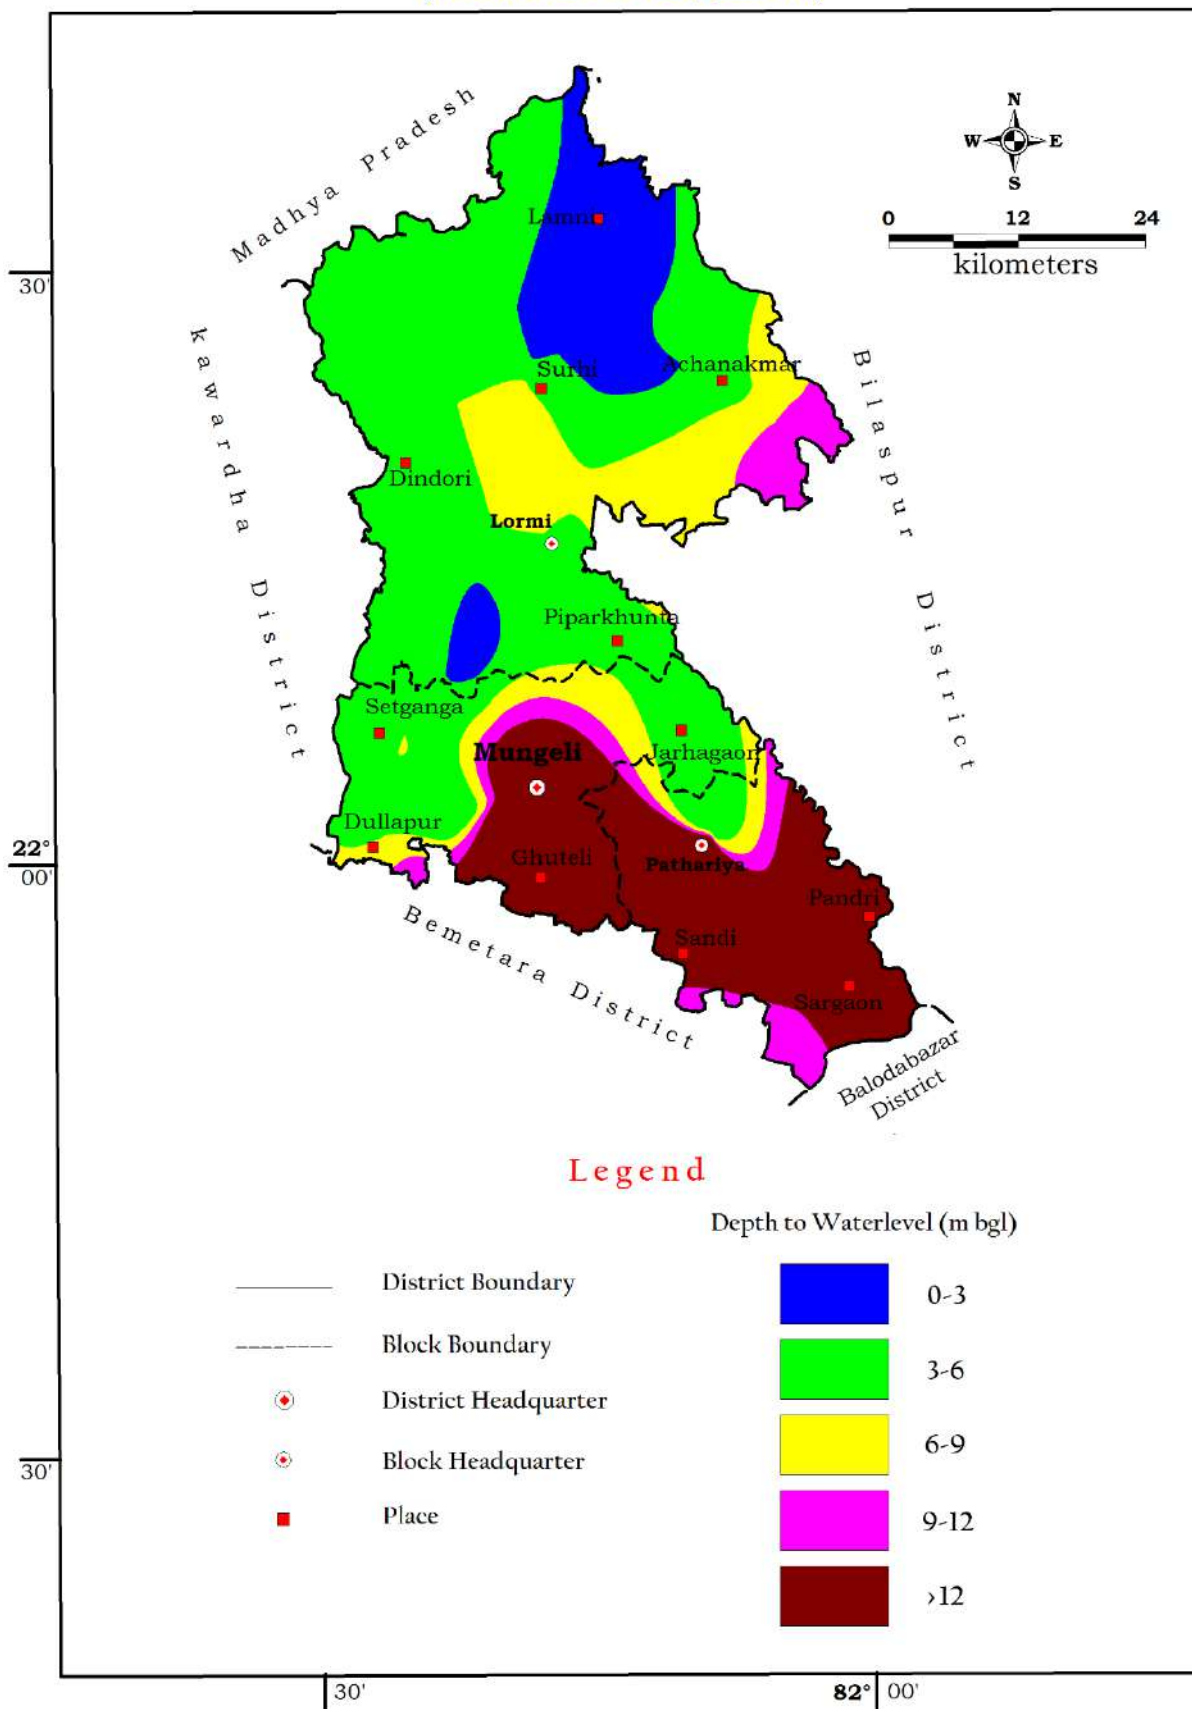 N
W E
S
0 12 24
kilometers
Madhya Pradesh
Lamni
30'
kawardha District
Bilaspur District
Surhi
Achanakmar
Dindori
Lormi
Piparkhunta
Setganga
Mungeli
Jarhagaon
Dullapur
22°
00'
Ghuteli
Pathariya
Pandri
Bemetara District
Sandi
Sargaon
Balodabazar
District
Legend
Depth to Waterlevel (m bgl)
District Boundary
0-3
Block Boundary
3-6
District Headquarter
6-9
Block Headquarter
30'
Place
9-12
>12
30'
82° 00'